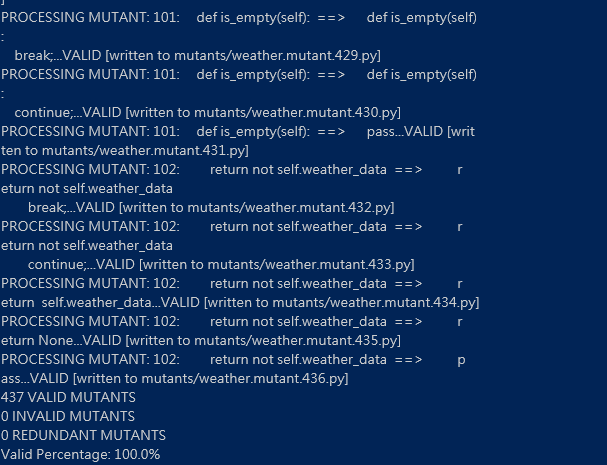 ]
PROCESSING MUTANT: 101:     def is_empty(self):  ==>      def is_empty(self)
:
    break;...VALID [written to mutants/weather.mutant.429.py]
PROCESSING MUTANT: 101:     def is_empty(self):  ==>      def is_empty(self)
:
    continue;...VALID [written to mutants/weather.mutant.430.py]
PROCESSING MUTANT: 101:     def is_empty(self):  ==>      pass...VALID [writ
ten to mutants/weather.mutant.431.py]
PROCESSING MUTANT: 102:         return not self.weather_data  ==>          r
eturn not self.weather_data
        break;...VALID [written to mutants/weather.mutant.432.py]
PROCESSING MUTANT: 102:         return not self.weather_data  ==>          r
eturn not self.weather_data
        continue;...VALID [written to mutants/weather.mutant.433.py]
PROCESSING MUTANT: 102:         return not self.weather_data  ==>          r
eturn  self.weather_data...VALID [written to mutants/weather.mutant.434.py]
PROCESSING MUTANT: 102:         return not self.weather_data  ==>          r
eturn None...VALID [written to mutants/weather.mutant.435.py]
PROCESSING MUTANT: 102:         return not self.weather_data  ==>          p
ass...VALID [written to mutants/weather.mutant.436.py]
437 VALID MUTANTS
0 INVALID MUTANTS
0 REDUNDANT MUTANTS
Valid Percentage: 100.0%